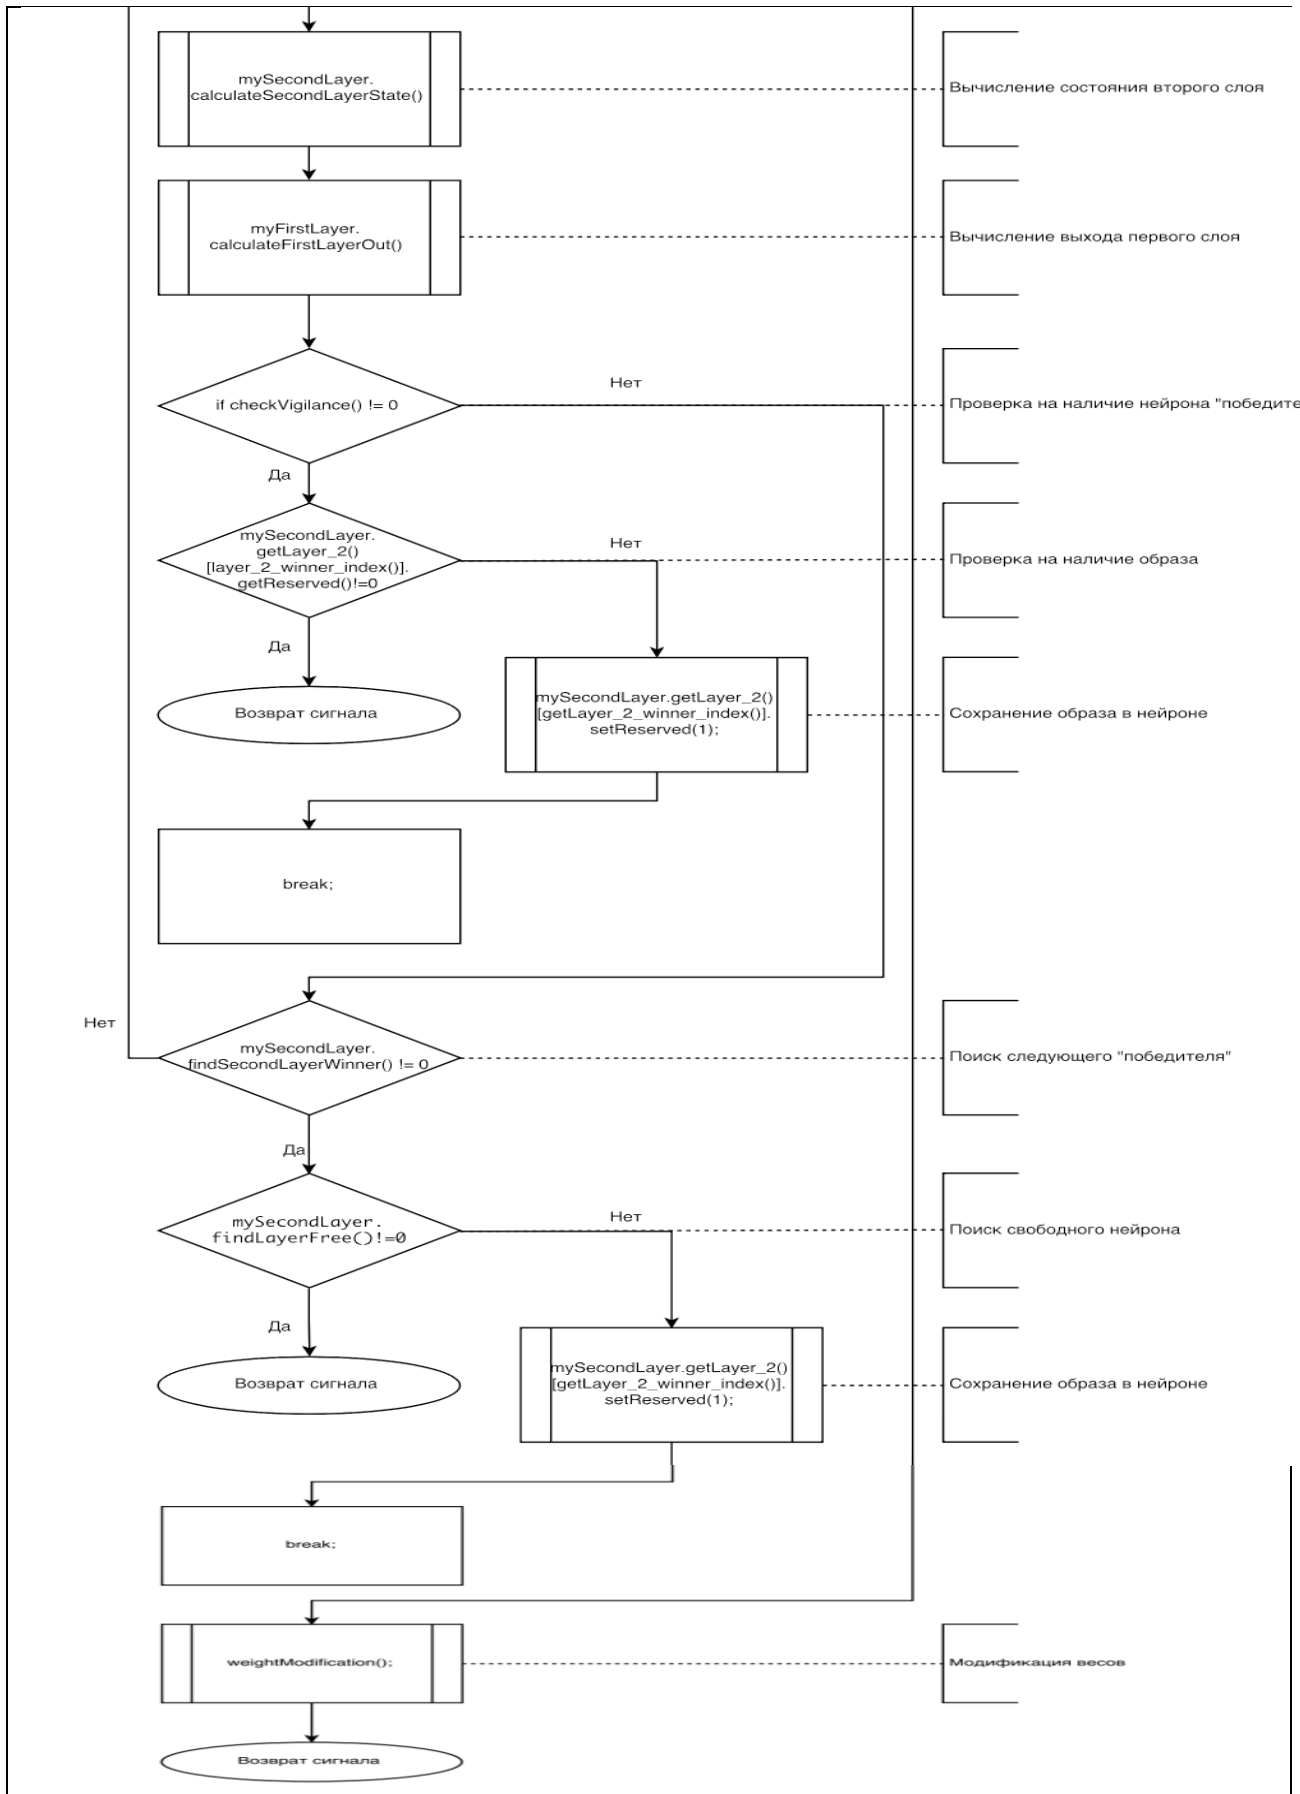 mySecondLayer.
calculateSecondLayerState()
Вычисление состояния второго слоя
myFirstLayer.
calculateFirstLayerOut()
Вычисление выхода первого слоя
Нет
if checkVigilance() != 0
Проверка на наличие нейрона
Да
mySecondLayer.
getLayer_2()
[layer_2_winner_index()].
getReserved()!=0
Нет
Проверка на наличие образа
Да
Возврат сигнала
mySecondLayer.getLayer_2()
[getLayer_2_winner_index()].
setReserved(1);
Сохранение образа в нейроне
break;
Нет
mySecondLayer.
findSecondLayerWinner() != 0
Поиск следующего "победителя"
Да
mySecondLayer.
findLayerFree()!=0
Нет
Поиск свободного нейрона
Да
Возврат сигнала
mySecondLayer.getLayer_2()
[getLayer_2_winner_index()].
setReserved(1);
Сохранение образа в нейроне
break;
weightModification();
Модификация весов
Возврат сигнала